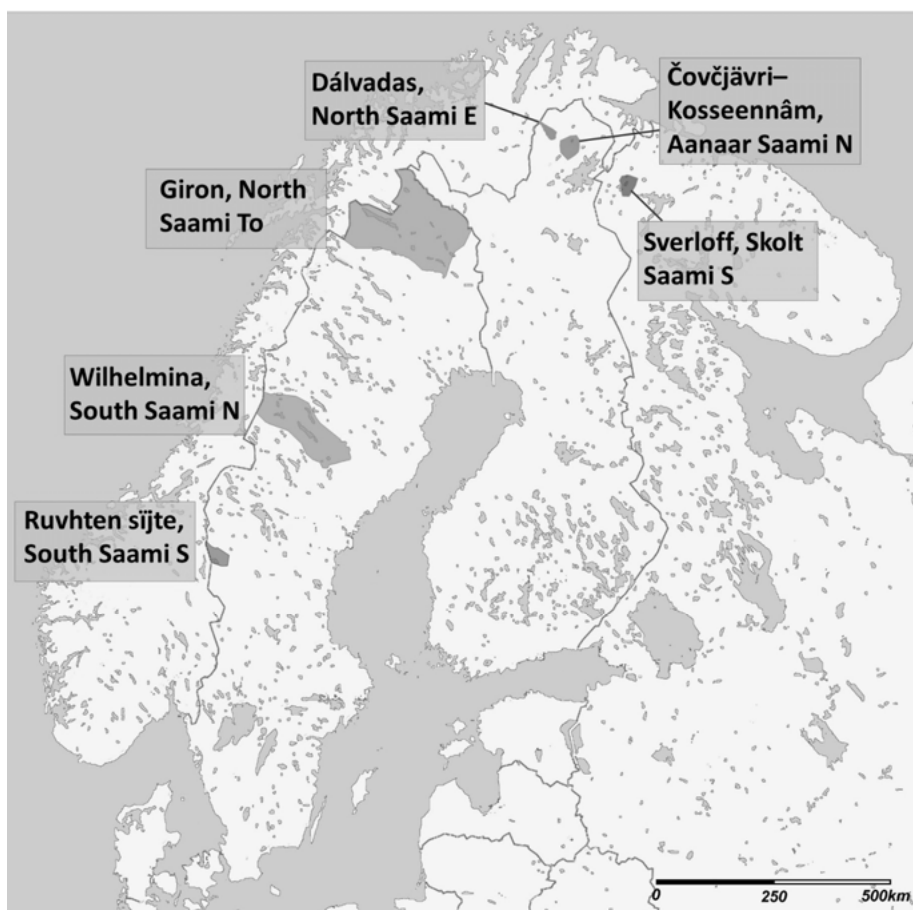 Dálvadas,
North Saami E
Čovčjävri–
Kosseennâm,
Aanaar Saami N
Giron, North
Saami To
Sverloff, Skolt
Saami S
Wilhelmina,
South Saami N
Ruvhten sïjte,
South Saami S
0 250 500km